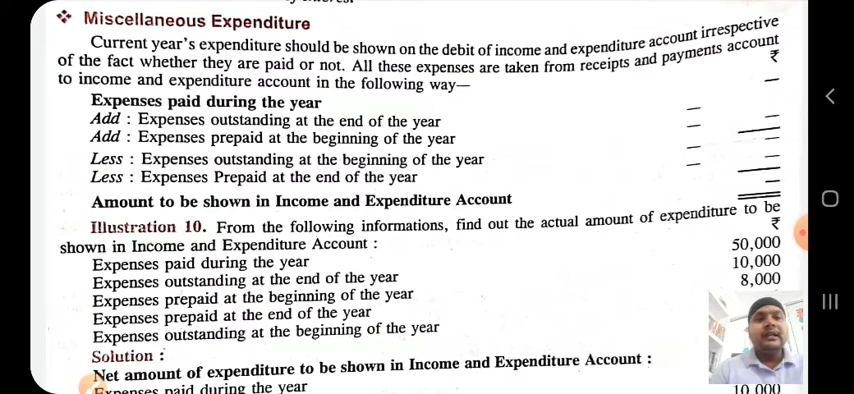 ❖ Miscellaneous Expenditure
Current year's expenditure should be shown on the debit of income and expenditure account irrespective
of the fact whether they are paid or not. All these expenses are taken from receipts and payments account
to income and expenditure account in the following way—
₹
Expenses paid during the year —
Add : Expenses outstanding at the end of the year —
Add : Expenses prepaid at the beginning of the year — —
—
Less : Expenses outstanding at the beginning of the year —
Less : Expenses Prepaid at the end of the year — —
Amount to be shown in Income and Expenditure Account —
Illustration 10. From the following informations, find out the actual amount of expenditure to be
shown in Income and Expenditure Account :
₹
Expenses paid during the year 50,000
Expenses outstanding at the end of the year 10,000
Expenses prepaid at the beginning of the year 8,000
Expenses prepaid at the end of the year
Expenses outstanding at the beginning of the year
Solution :
Net amount of expenditure to be shown in Income and Expenditure Account :
Expenses paid during the year
10,000